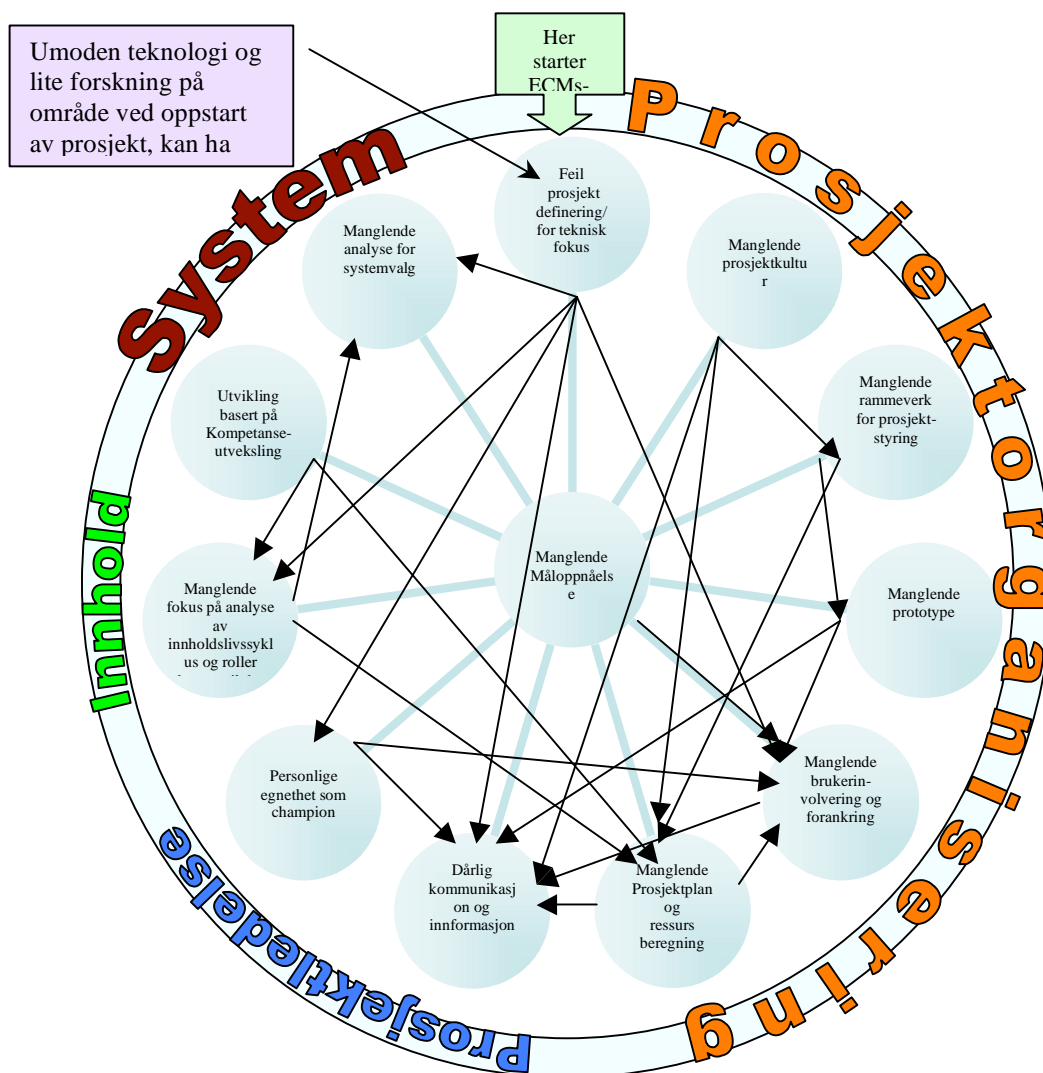 Umoden teknologi og
lite forskning på
område ved oppstart
av prosjekt, kan ha
Her
starter
ECMs-
System
Prosjektorganisering
Innhold
Prosjektledelse
Feil
prosjekt
definering/
for teknisk
fokus
Manglende
analyse for
systemvalg
Manglende
prosjektkultu
r
Utvikling
basert på
Kompetanse-
utveksling
Manglende
rammeverk
for prosjekt-
styring
Manglende
Måloppnåels
e
Manglende
prototype
Manglende
fokus på analyse
av
innholdslivssykl
us og roller
Personlige
egnethet som
champion
Manglende
brukerin-
volvering og
forankring
Dårlig
kommunikasj
on og
innformasjon
Manglende
Prosjektplan
og
ressurs
beregning